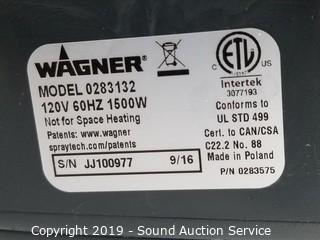 WAGNER
MODEL 0283132
120V 60HZ 1500W
Not for Space Heating
Patents: www.wagner
spraytech.com/patents
S/N JJ100977 9/16
ETL
C US
Intertek
3077193
Conforms to
UL STD 499
Cert. to CAN/CSA
C22.2 No. 88
Made in Poland
P/N 0283575
Copyright 2019 - Sound Auction Service